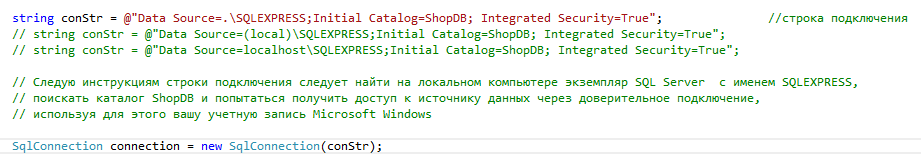 string conStr = @"Data Source=.\SQLEXPRESS;Initial Catalog=ShopDB; Integrated Security=True"; //строка подключения
// string conStr = @"Data Source=(local)\SQLEXPRESS;Initial Catalog=ShopDB; Integrated Security=True";
// string conStr = @"Data Source=localhost\SQLEXPRESS;Initial Catalog=ShopDB; Integrated Security=True";
// Следую инструкциям строки подключения следует найти на локальном компьютере экземпляр SQL Server с именем SQLEXPRESS,
// поискать каталог ShopDB и попытаться получить доступ к источнику данных через доверительное подключение,
// используя для этого вашу учетную запись Microsoft Windows
SqlConnection connection = new SqlConnection(conStr);